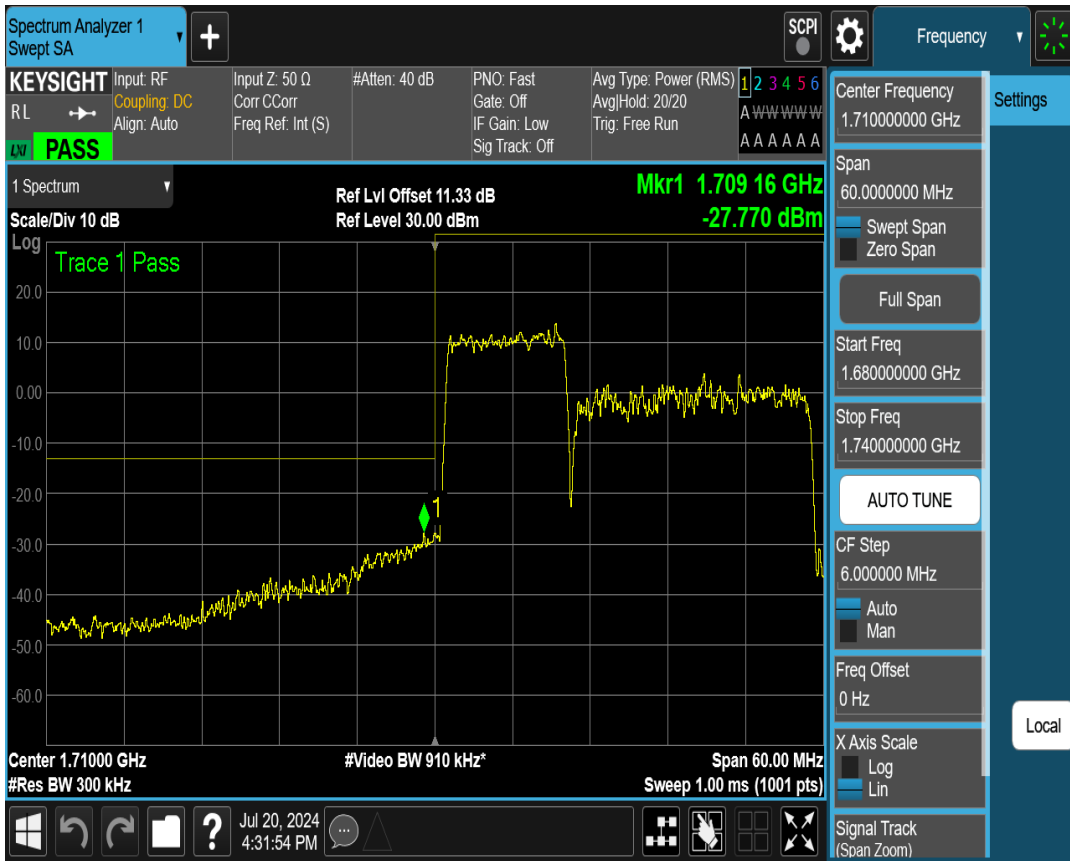 Spectrum Analyzer 1
Swept SA
+
SCPI
Frequency
KEYSIGHT
R L
LXI PASS
Input: RF
Coupling: DC
Align: Auto
Input Z: 50 Ω
Corr CCorr
Freq Ref: Int (S)
#Atten: 40 dB
PNO: Fast
Gate: Off
IF Gain: Low
Sig Track: Off
Avg Type: Power (RMS)
Avg|Hold: 20/20
Trig: Free Run
1 2 3 4 5 6
A W W W W W
A A A A A A
1 Spectrum
Scale/Div 10 dB
Ref Lvl Offset 11.33 dB
Ref Level 30.00 dBm
Mkr1 1.709 16 GHz
-27.770 dBm
Log
Trace 1 Pass
20.0
10.0
0.00
-10.0
-20.0
-30.0
-40.0
-50.0
-60.0
1
Center 1.71000 GHz
#Res BW 300 kHz
#Video BW 910 kHz*
Span 60.00 MHz
Sweep 1.00 ms (1001 pts)
Center Frequency
1.710000000 GHz
Span
60.0000000 MHz
Swept Span
Zero Span
Full Span
Start Freq
1.680000000 GHz
Stop Freq
1.740000000 GHz
AUTO TUNE
CF Step
6.000000 MHz
Auto
Man
Freq Offset
0 Hz
X Axis Scale
Log
Lin
Signal Track
(Span Zoom)
Settings
Local
?
Jul 20, 2024
4:31:54 PM